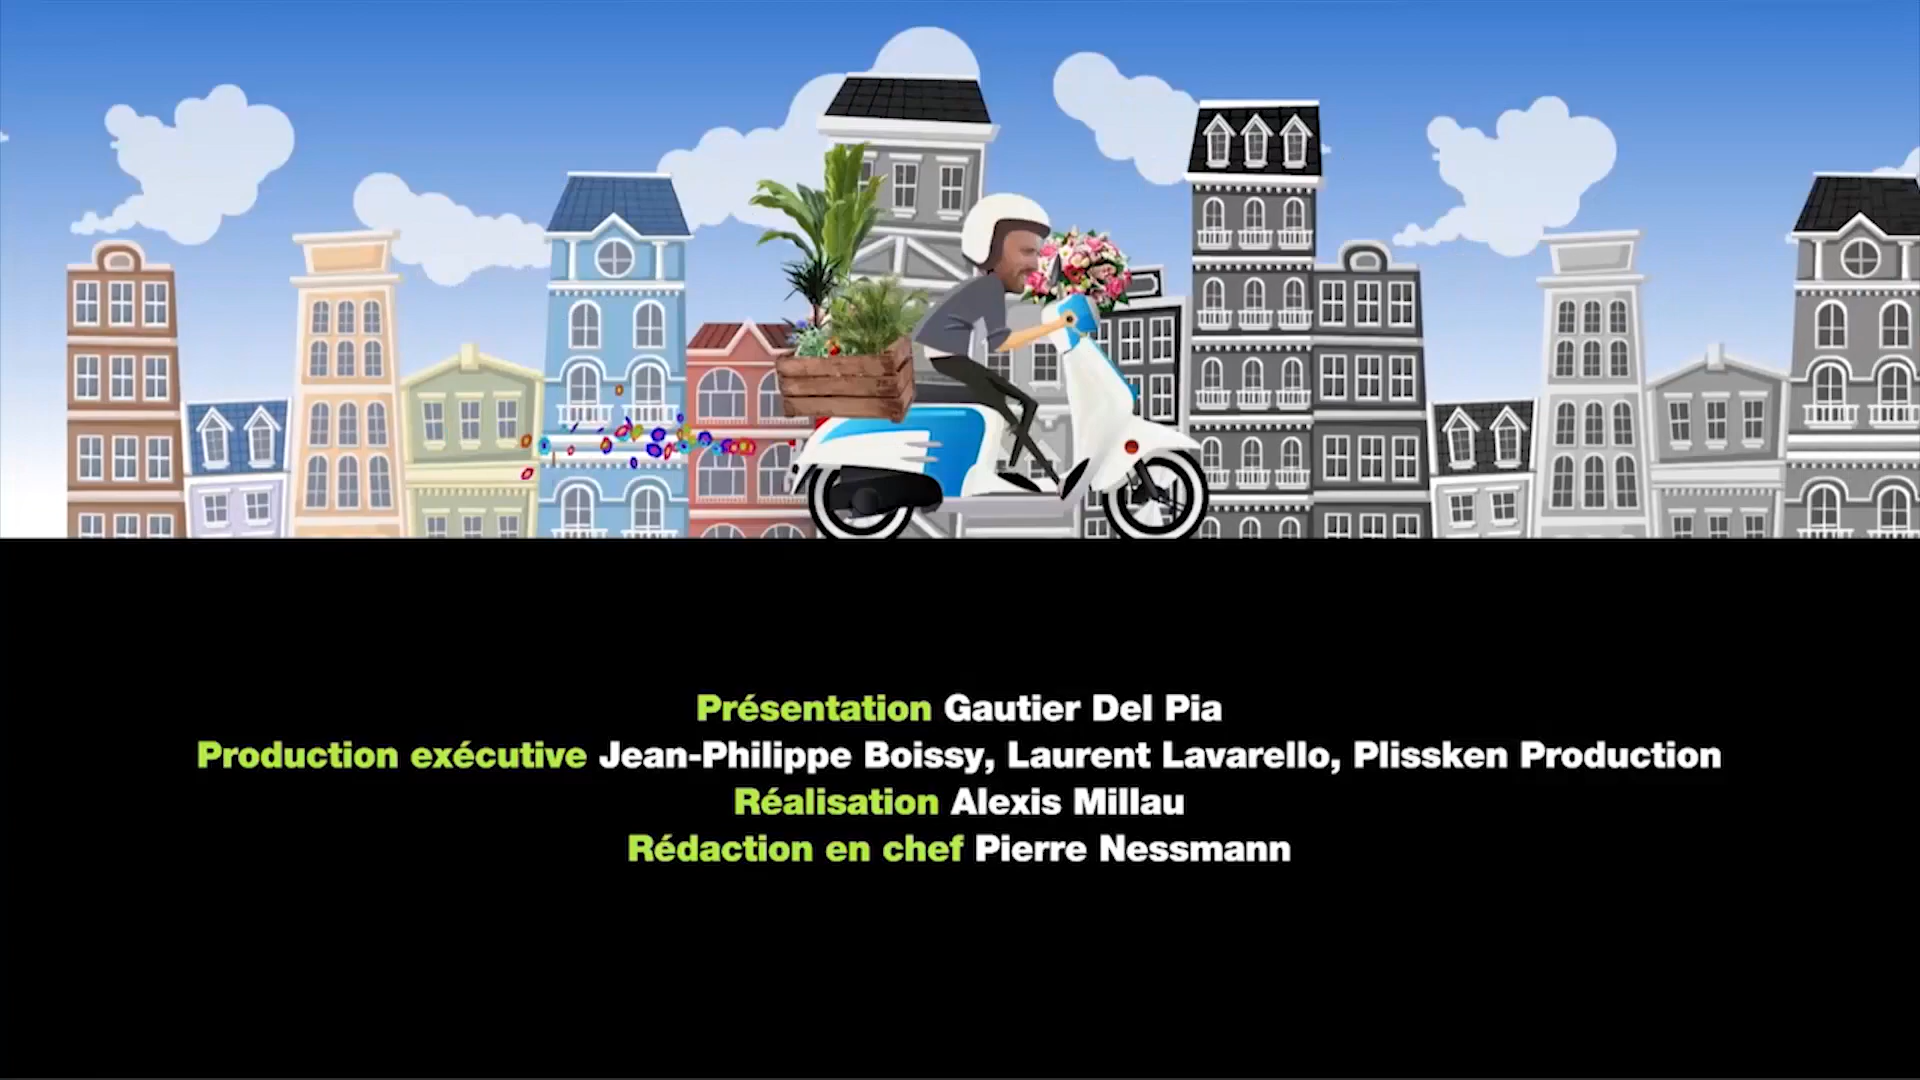 Présentation Gautier Del Pia
Production exécutive Jean-Philippe Boissy, Laurent Lavarello, Plissken Production
Réalisation Alexis Millau
Rédaction en chef Pierre Nessmann